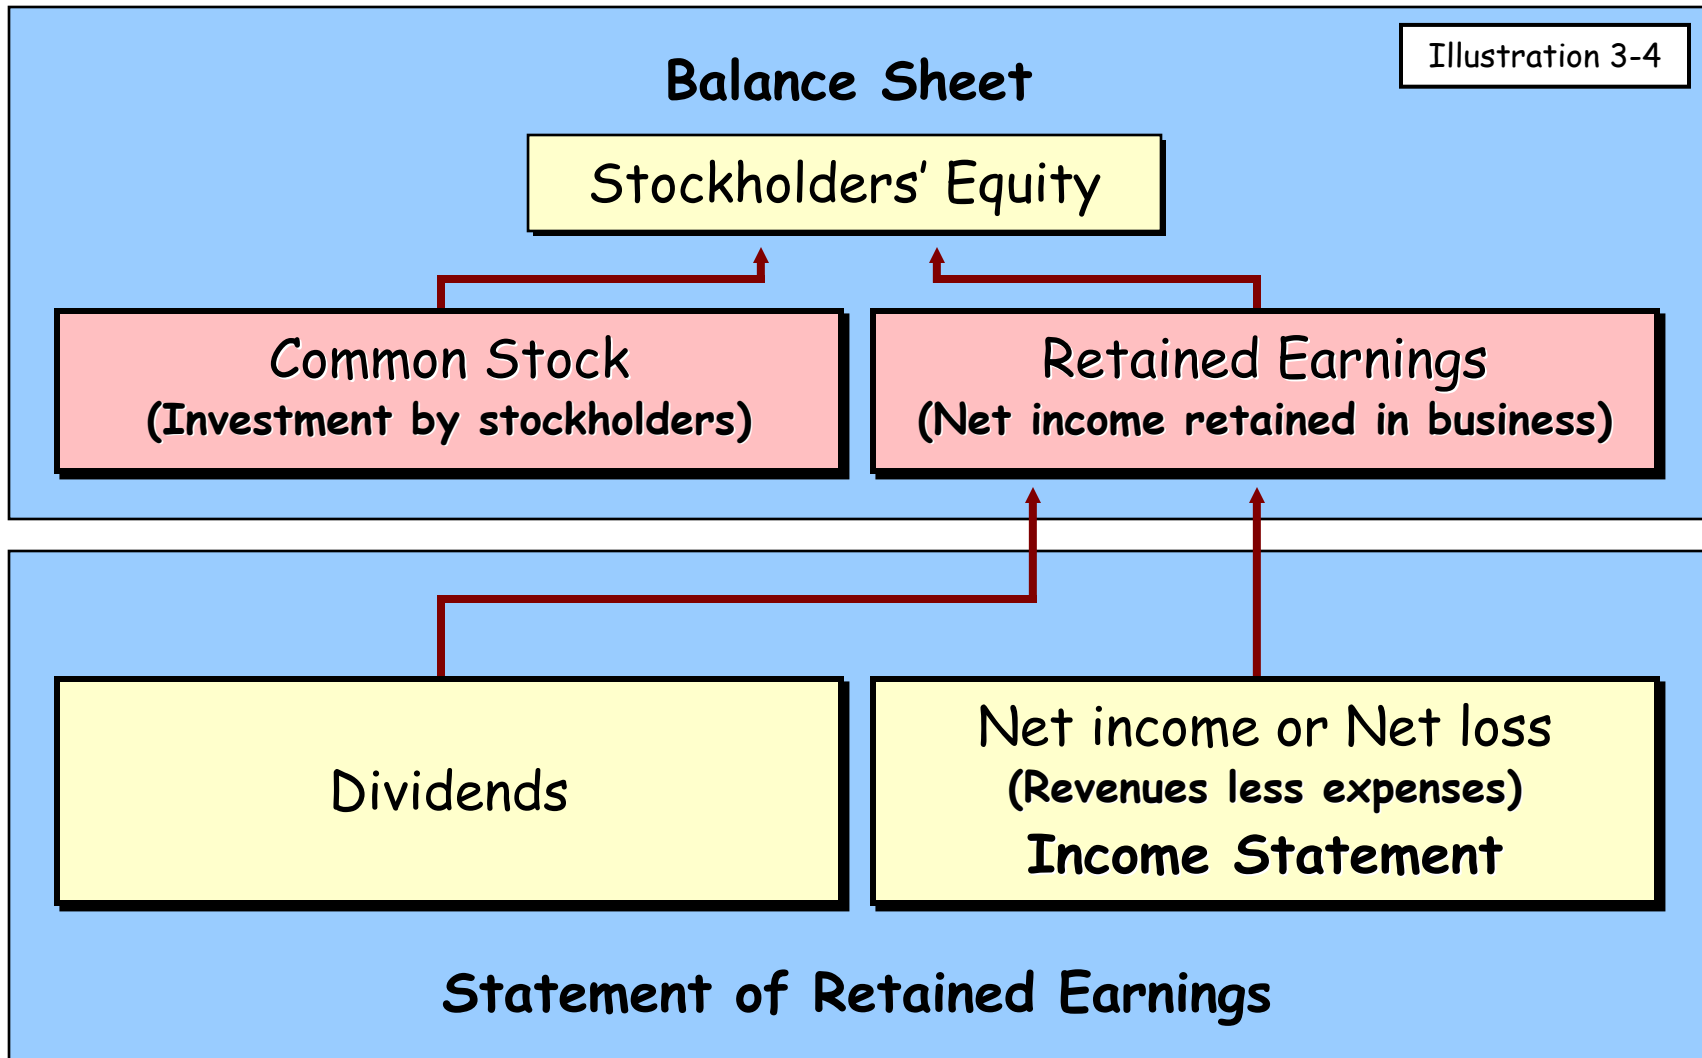 Illustration 3-4
Balance Sheet
Stockholders’ Equity
Common Stock
(Investment by stockholders)
Retained Earnings
(Net income retained in business)
Dividends
Net income or Net loss
(Revenues less expenses)
Income Statement
Statement of Retained Earnings